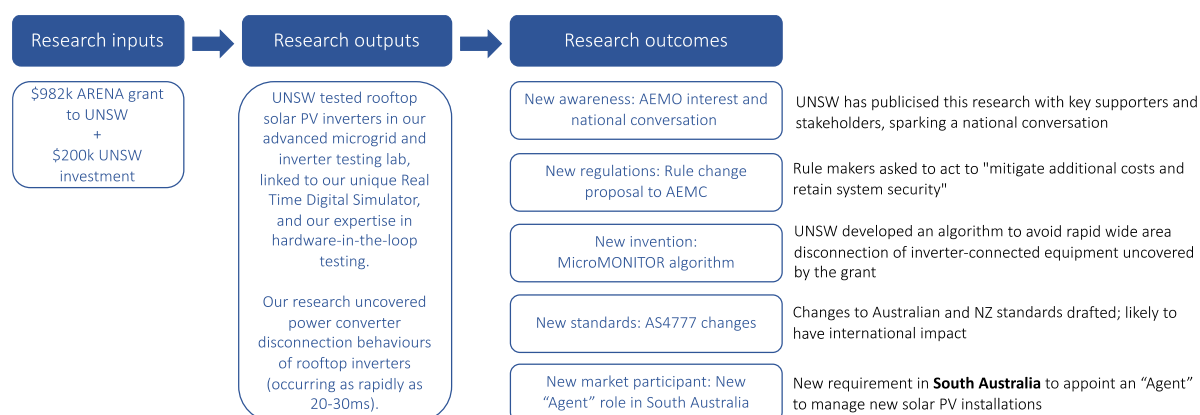 Research inputs
Research outputs
Research outcomes
$982k ARENA grant
to UNSW
+
$200k UNSW
investment
UNSW tested rooftop
solar PV inverters in our
advanced microgrid and
inverter testing lab,
linked to our unique Real
Time Digital Simulator,
and our expertise in
hardware-in-the-loop
testing.
Our research uncovered
power converter
disconnection behaviours
of rooftop inverters
(occurring as rapidly as
20-30ms).
New awareness: AEMO interest and
national conversation
UNSW has publicised this research with key supporters and
stakeholders, sparking a national conversation
New regulations: Rule change
proposal to AEMC
Rule makers asked to act to "mitigate additional costs and
retain system security"
New invention:
MicroMONITOR algorithm
UNSW developed an algorithm to avoid rapid wide area
disconnection of inverter-connected equipment uncovered
by the grant
New standards: AS4777 changes
Changes to Australian and NZ standards drafted; likely to
have international impact
New market participant: New
“Agent” role in South Australia
New requirement in South Australia to appoint an “Agent”
to manage new solar PV installations